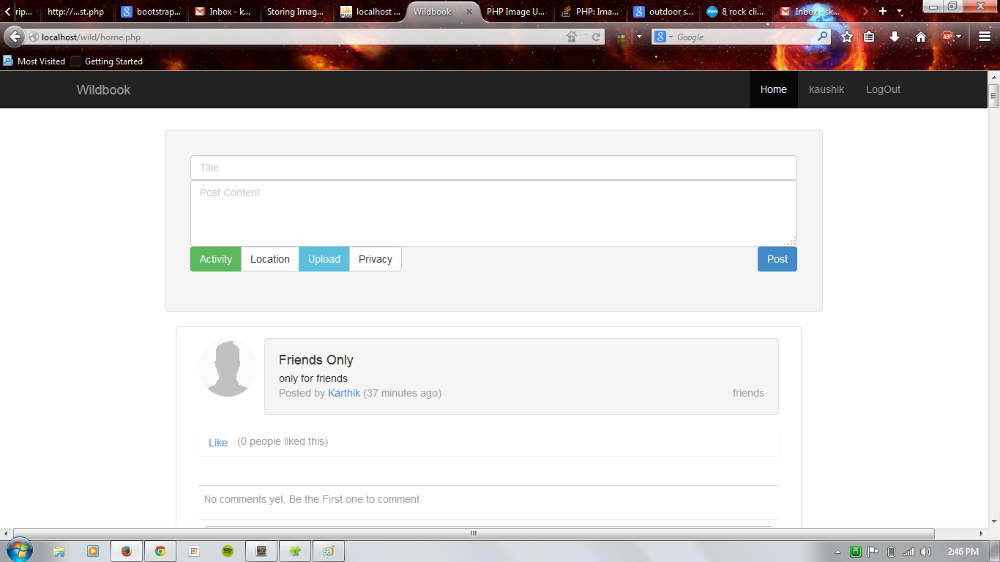 rip...
http://...st.php
bootstrap...
Inbox - k...
Storing Imag...
localhost ...
Wildbook
PHP Image U...
PHP: Ima...
outdoor s...
8 rock cli...
Inbox - sk...
localhost/wild/home.php
Google
Most Visited
Getting Started
Wildbook
Home
kaushik
LogOut
Title
Post Content
Activity
Location
Upload
Privacy
Post
Friends Only
only for friends
Posted by Karthik (37 minutes ago)
friends
Like
(0 people liked this)
No comments yet, Be the First one to comment
2:46 PM